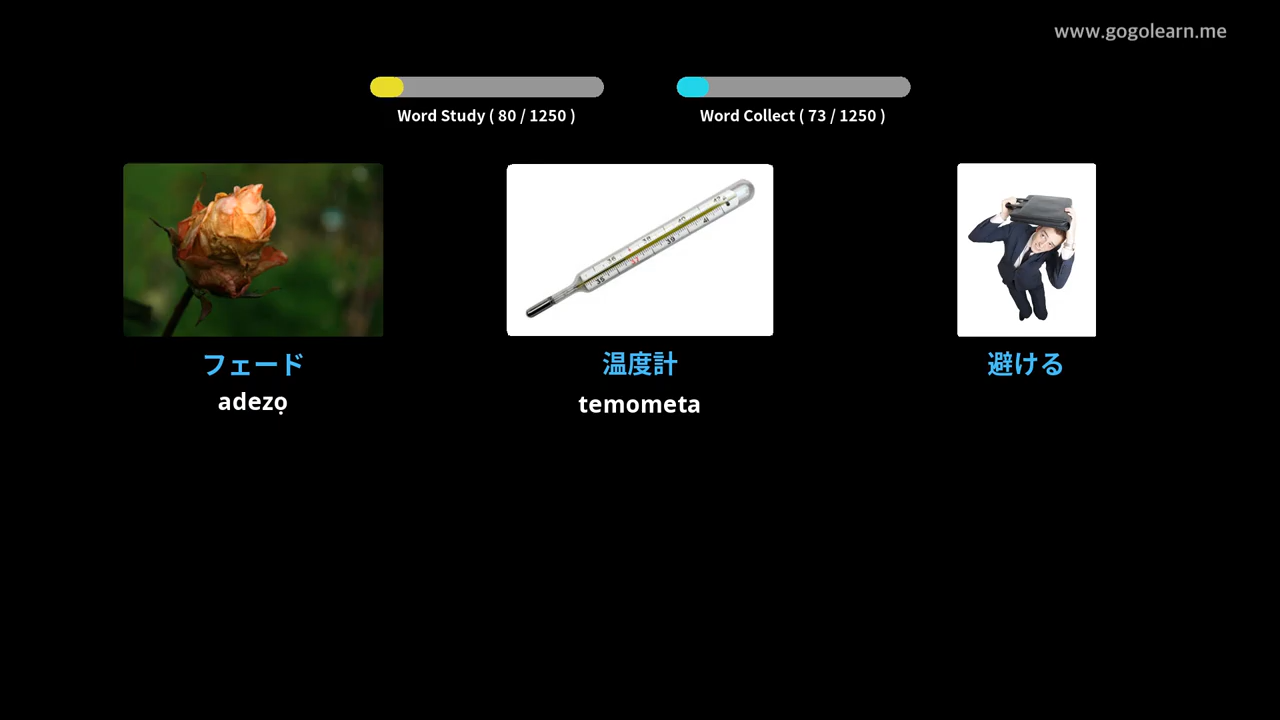 www.gogolearn.me
Word Study ( 80 / 1250 )
Word Collect ( 73 / 1250 )
フェード
adezọ
温度計
temometa
避ける